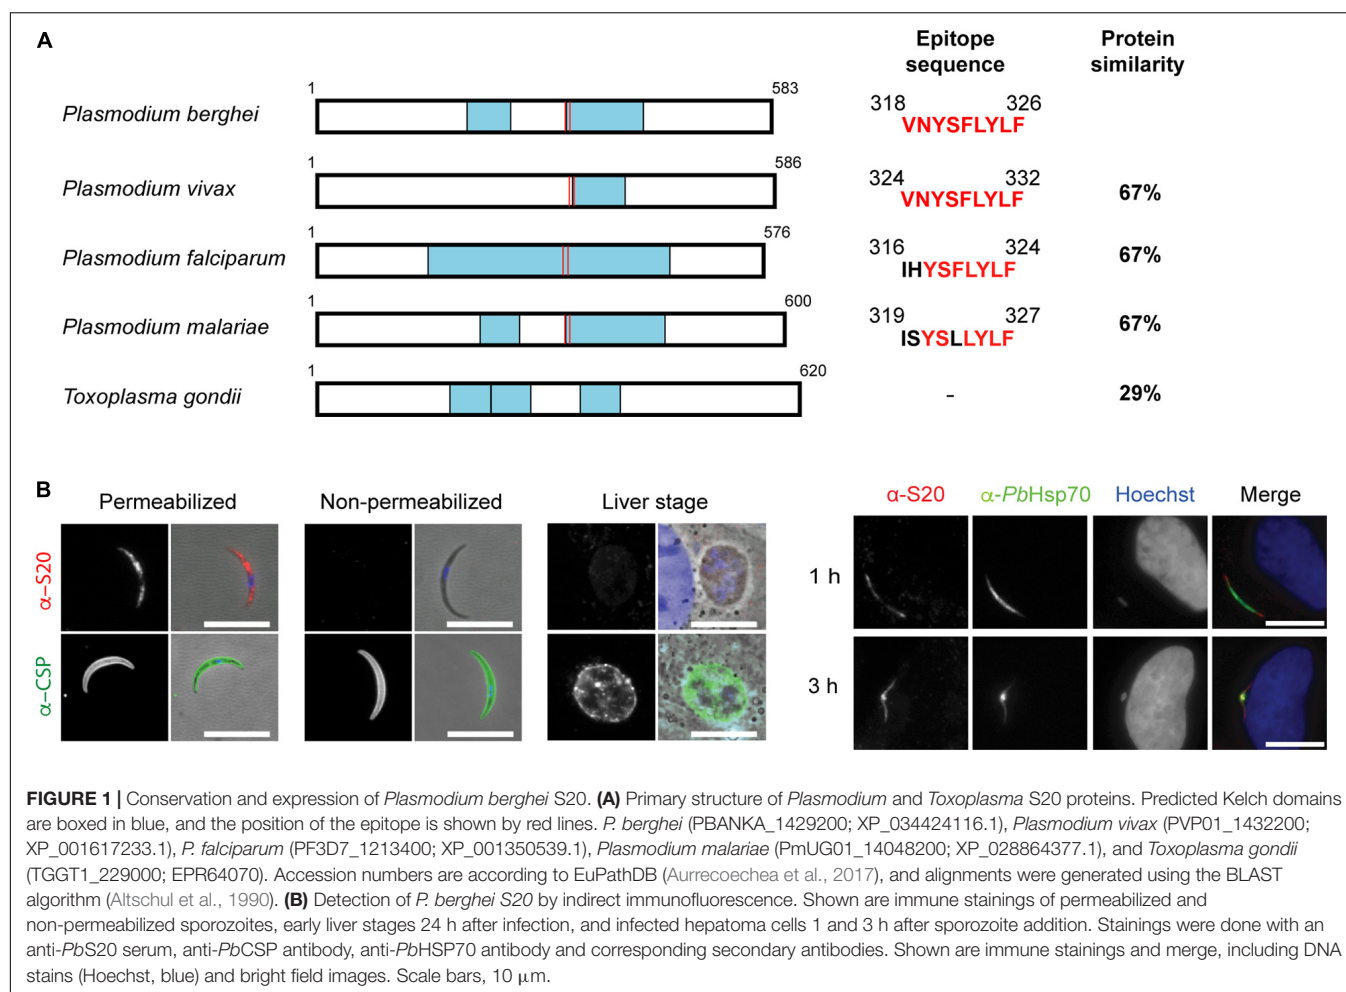 A
Epitope sequence
Protein similarity
Plasmodium berghei
1
583
318
326
VNYSFLYLF
Plasmodium vivax
1
586
324
332
VNYSFLYLF
67%
Plasmodium falciparum
1
576
316
324
IHYSFLYLF
67%
Plasmodium malariae
1
600
319
327
ISYSLLYLF
67%
Toxoplasma gondii
1
620
-
29%
B
Permeabilized
Non-permeabilized
Liver stage
α–S20
α–CSP
α-S20
α-PbHsp70
Hoechst
Merge
1 h
3 h
FIGURE 1 | Conservation and expression of Plasmodium berghei S20. (A) Primary structure of Plasmodium and Toxoplasma S20 proteins. Predicted Kelch domains
are boxed in blue, and the position of the epitope is shown by red lines. P. berghei (PBANKA_1429200; XP_034424116.1), Plasmodium vivax (PVP01_1432200;
XP_001617233.1), P. falciparum (PF3D7_1213400; XP_001350539.1), Plasmodium malariae (PmUG01_14048200; XP_028864377.1), and Toxoplasma gondii
(TGGT1_229000; EPR64070). Accession numbers are according to EuPathDB (Aurrecoechea et al., 2017), and alignments were generated using the BLAST
algorithm (Altschul et al., 1990). (B) Detection of P. berghei S20 by indirect immunofluorescence. Shown are immune stainings of permeabilized and
non-permeabilized sporozoites, early liver stages 24 h after infection, and infected hepatoma cells 1 and 3 h after sporozoite addition. Stainings were done with an
anti-PbS20 serum, anti-PbCSP antibody, anti-PbHSP70 antibody and corresponding secondary antibodies. Shown are immune stainings and merge, including DNA
stains (Hoechst, blue) and bright field images. Scale bars, 10 μm.